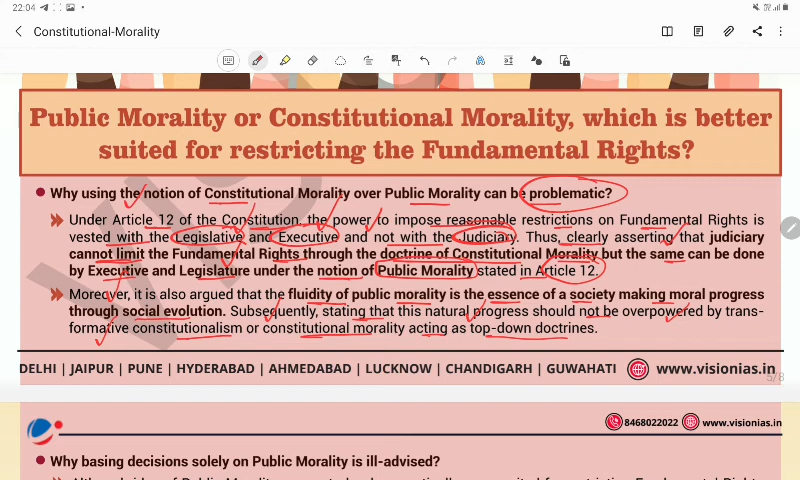 22:04
Constitutional-Morality
Public Morality or Constitutional Morality, which is better
suited for restricting the Fundamental Rights?
Why using the notion of Constitutional Morality over Public Morality can be problematic?
Under Article 12 of the Constitution, the power to impose reasonable restrictions on Fundamental Rights is
vested with the Legislative and Executive and not with the Judiciary. Thus, clearly asserting that judiciary
cannot limit the Fundamental Rights through the doctrine of Constitutional Morality but the same can be done
by Executive and Legislature under the notion of Public Morality stated in Article 12.
Moreover, it is also argued that the fluidity of public morality is the essence of a society making moral progress
through social evolution. Subsequently, stating that this natural progress should not be overpowered by trans-
formative constitutionalism or constitutional morality acting as top-down doctrines.
DELHI | JAIPUR | PUNE | HYDERABAD | AHMEDABAD | LUCKNOW | CHANDIGARH | GUWAHATI www.visionias.in
5/8
8468022022 www.visionias.in
Why basing decisions solely on Public Morality is ill-advised?